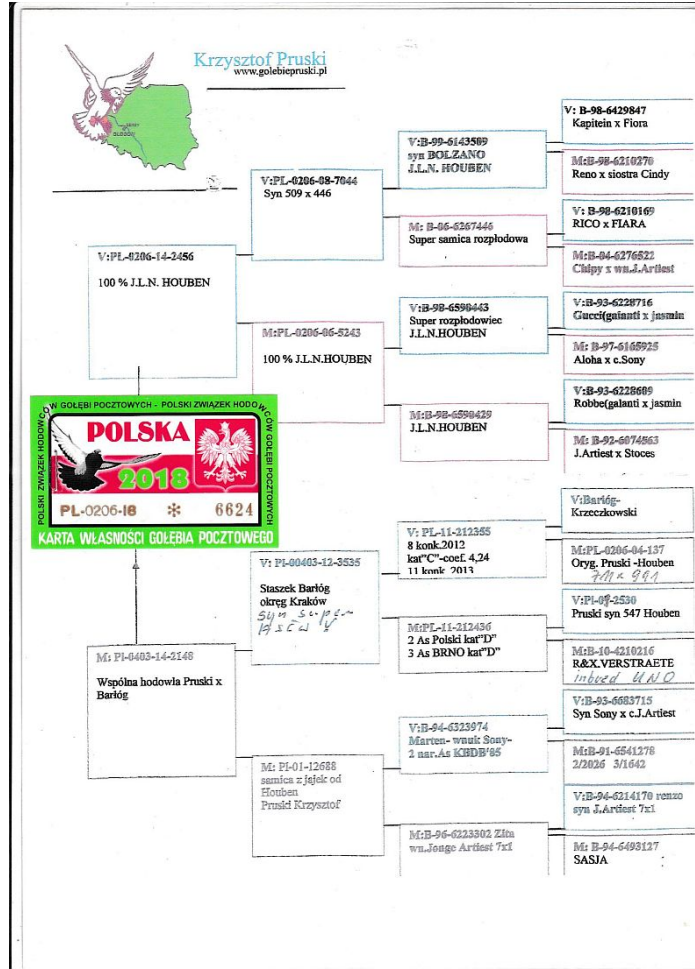 Krzysztof Pruski
www.golebiepruski.pl
V:PL-0206-14-2456
100 % J.L.N. HOUBEN
V:PL-0206-08-7044
Syn 509 x 446
M:PL-0206-06-5243
100 % J.L.N.HOUBEN
V:B-99-6143509
syn BOLZANO
J.L.N. HOUBEN
M: B-06-6267446
Super samica rozpłodowa
V:B-98-6590443
Super rozpłodowiec
J.L.N.HOUBEN
M:B-98-6590429
J.L.N.HOUBEN
V: B-98-6429847
Kapitein x Fiora
M:B-98-6210270
Reno x siostra Cindy
V: B-98-6210169
RICO x FIARA
M:B-04-6276522
Chipy x wn.J.Artiest
V:B-93-6228716
Gucci(galanti x jasmin
M: B-97-6165925
Aloha x c.Sony
V:B-93-6228609
Robbe(galanti x jasmin
M: B-92-6074563
J.Artiest x Stoces
POLSKI ZWIĄZEK HODOWCÓW GOŁĘBI POCZTOWYCH - POLSKI ZWIĄZEK HODOWCÓW GOŁĘBI POCZTOWYCH
POLSKA
2018
PL-0206-18 * 6624
KARTA WŁASNOŚCI GOŁĘBIA POCZTOWEGO
M: Pl-0403-14-2148
Wspólna hodowla Pruski x
Barłóg
V: Pl-00403-12-3535
Staszek Barłóg
okręg Kraków
Syn super
M: Pl-01-12688
samica z jajek od
Houben
Pruski Krzysztof
V: PL-11-212355
8 konk.2012
kat"C"-coef. 4,24
11 konk. 2013
M:PL-11-212436
2 As Polski kat"D"
3 As BRNO kat"D"
V:B-94-6323974
Marten- wnuk Sony-
2 nar.As KBDB'85
M:B-96-6223302 Zita
wn.Jonge Artiest 7x1
V:Barłóg-
Krzeczkowski
M:PL-0206-04-137
Oryg. Pruski -Houben
711 x 991
V:Pl-07-2530
Pruski syn 547 Houben
M:B-10-4210216
R&X.VERSTRAETE
inbred UNO
V:B-93-6683715
Syn Sony x c.J.Artiest
M:B-91-6541278
2/2026 3/1642
V:B-94-6214170 renzo
syn J.Artiest 7x1
M: B-94-6493127
SASJA